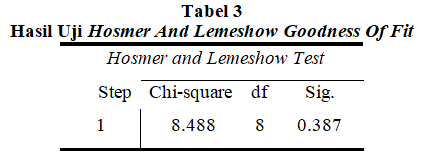 Tabel 3
Hasil Uji Hosmer And Lemeshow Goodness Of Fit
Hosmer and Lemeshow Test
Step Chi-square df Sig.
1 8.488 8 0.387